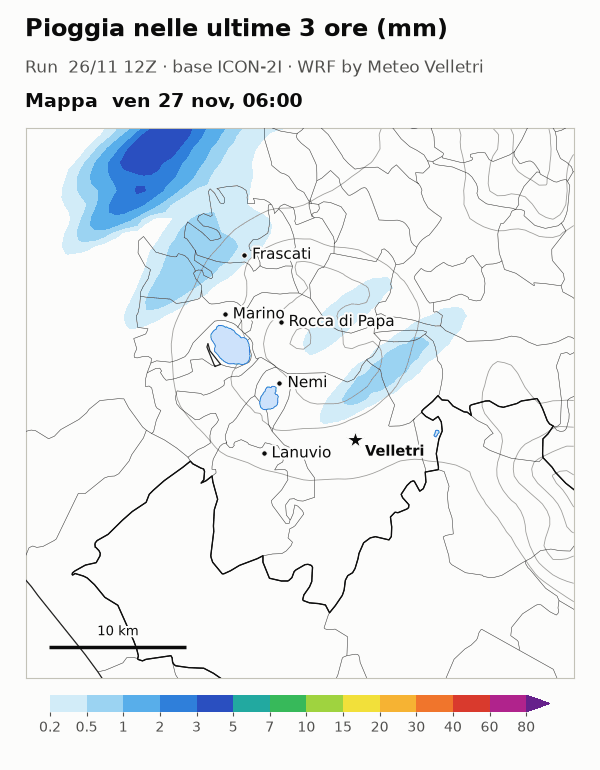 Pioggia nelle ultime 3 ore (mm)
Run  26/11 12Z · base ICON-2I · WRF by Meteo Velletri
Mappa  ven 27 nov, 06:00
Frascati
Marino
Rocca di Papa
Nemi
Velletri
Lanuvio
10 km
0.2 0.5 1 2 3 5 7 10 15 20 30 40 60 80